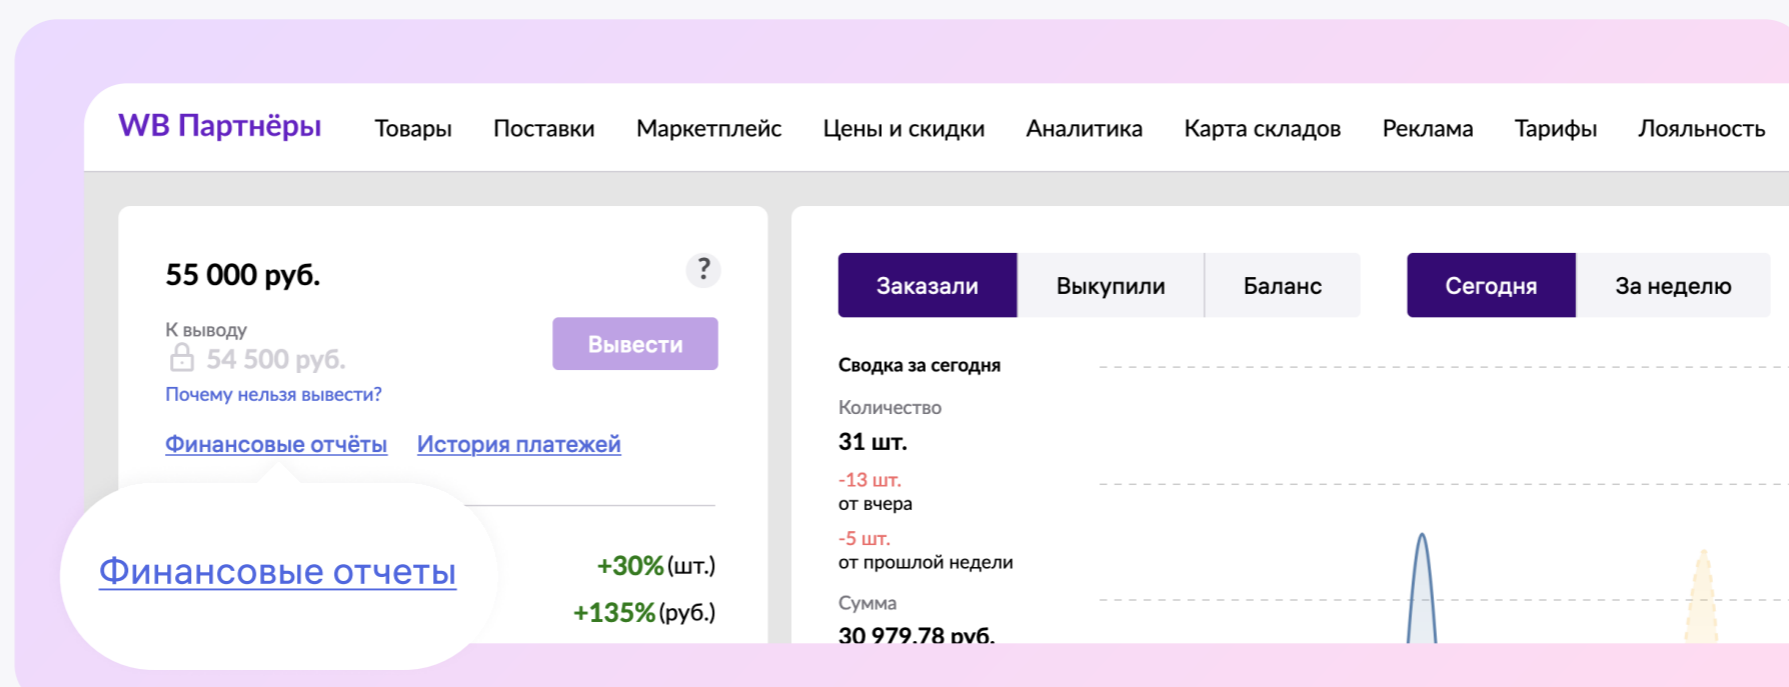 WB Партнёры Товары Поставки Маркетплейс Цены и скидки Аналитика Карта складов Реклама Тарифы Лояльность
55 000 руб. ?
К выводу
54 500 руб.
Вывести
Почему нельзя вывести?
Финансовые отчёты История платежей
Финансовые отчеты
+30% (шт.)
+135% (руб.)
Заказали Выкупили Баланс Сегодня За неделю
Сводка за сегодня
Количество
31 шт.
-13 шт.
от вчера
-5 шт.
от прошлой недели
Сумма
30 979,78 руб.